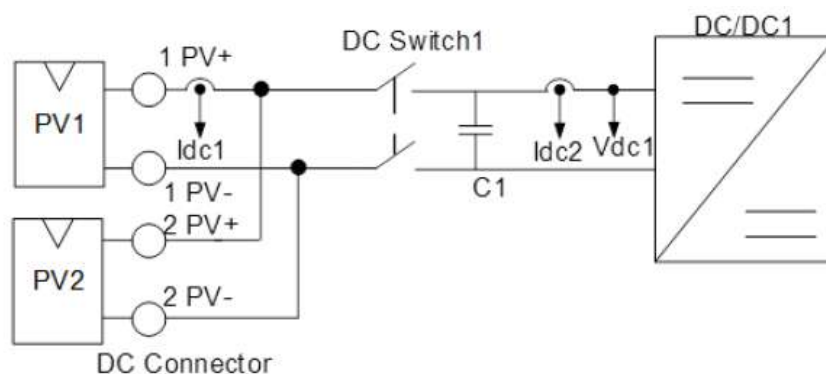 DC/DC1
DC Switch1
1 PV+
PV1
Idc1
Idc2
Vdc1
C1
1 PV-
2 PV+
PV2
2 PV-
DC Connector